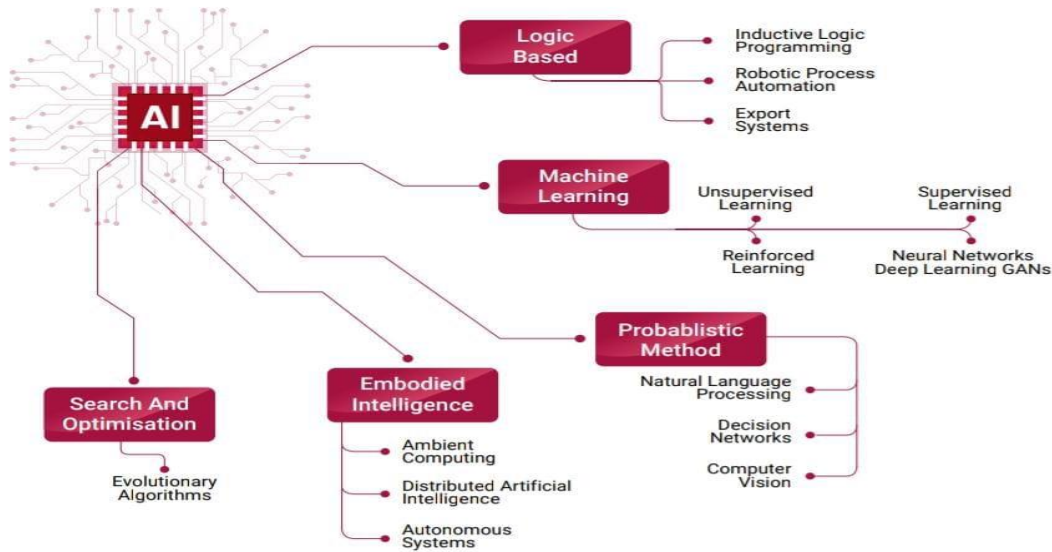 AI
Logic
Based
Inductive Logic
Programming
Robotic Process
Automation
Export
Systems
Machine
Learning
Unsupervised
Learning
Supervised
Learning
Reinforced
Learning
Neural Networks
Deep Learning GANs
Probablistic
Method
Natural Language
Processing
Decision
Networks
Computer
Vision
Embodied
Intelligence
Ambient
Computing
Distributed Artificial
Intelligence
Autonomous
Systems
Search And
Optimisation
Evolutionary
Algorithms